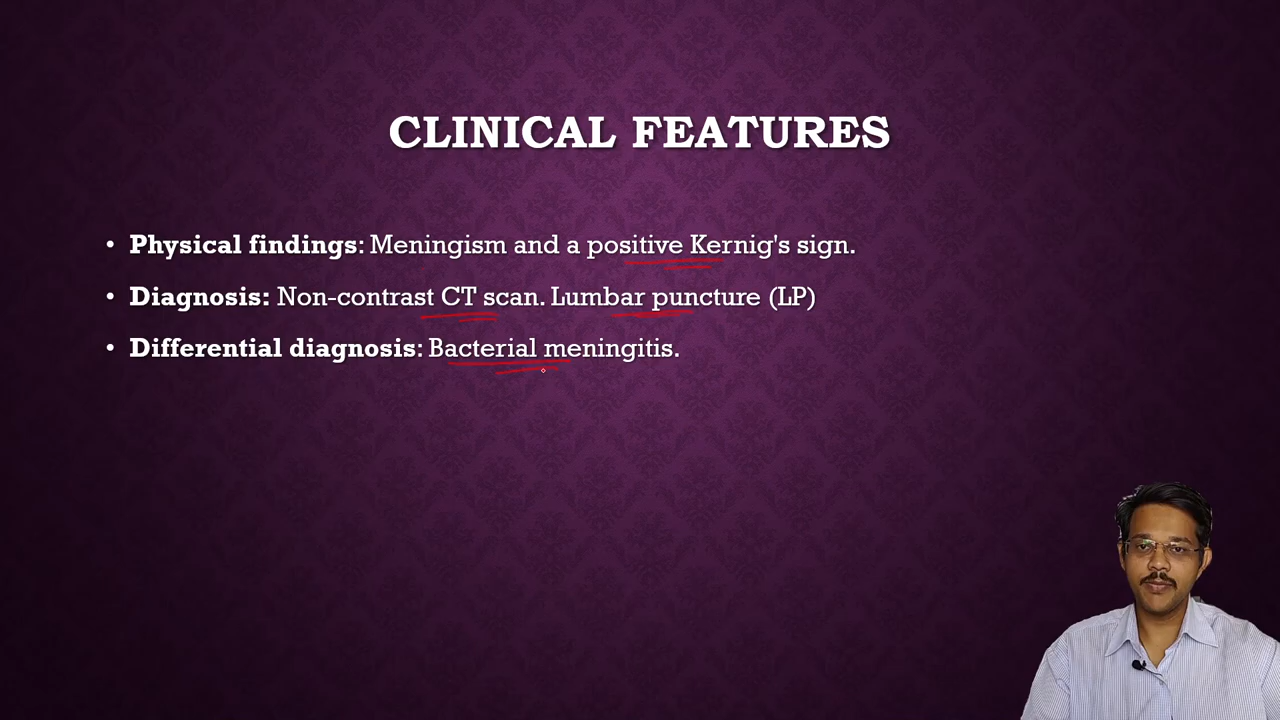 CLINICAL FEATURES
• Physical findings: Meningism and a positive Kernig's sign.
• Diagnosis: Non-contrast CT scan. Lumbar puncture (LP)
• Differential diagnosis: Bacterial meningitis.